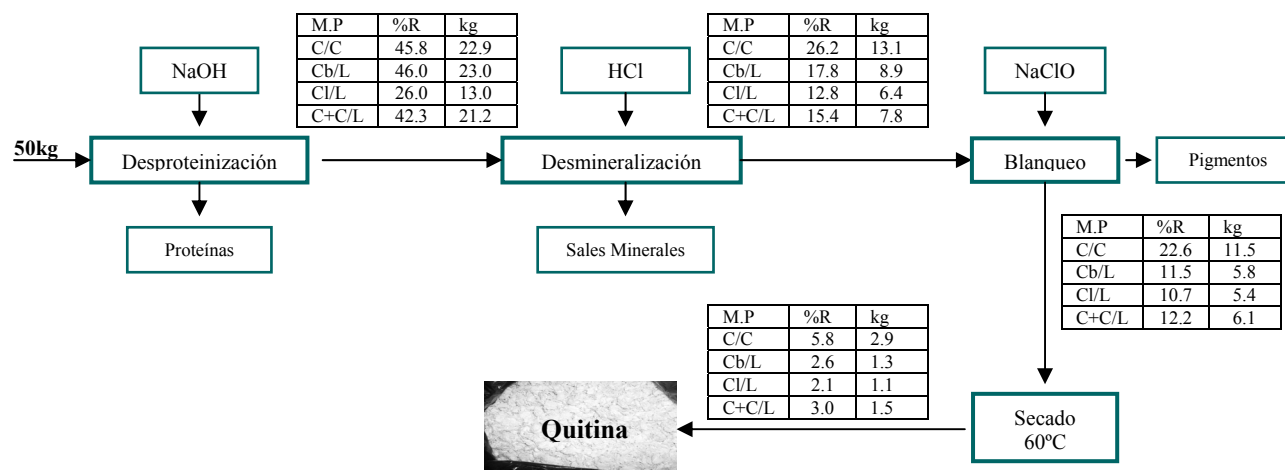 M.P %R kg
C/C 45.8 22.9
Cb/L 46.0 23.0
Cl/L 26.0 13.0
C+C/L 42.3 21.2
M.P %R kg
C/C 26.2 13.1
Cb/L 17.8 8.9
Cl/L 12.8 6.4
C+C/L 15.4 7.8
NaOH
HCl
NaClO
50kg
Desproteinización
Desmineralización
Blanqueo
Pigmentos
Proteínas
Sales Minerales
M.P %R kg
C/C 22.6 11.5
Cb/L 11.5 5.8
Cl/L 10.7 5.4
C+C/L 12.2 6.1
M.P %R kg
C/C 5.8 2.9
Cb/L 2.6 1.3
Cl/L 2.1 1.1
C+C/L 3.0 1.5
Quitina
Secado
60ºC